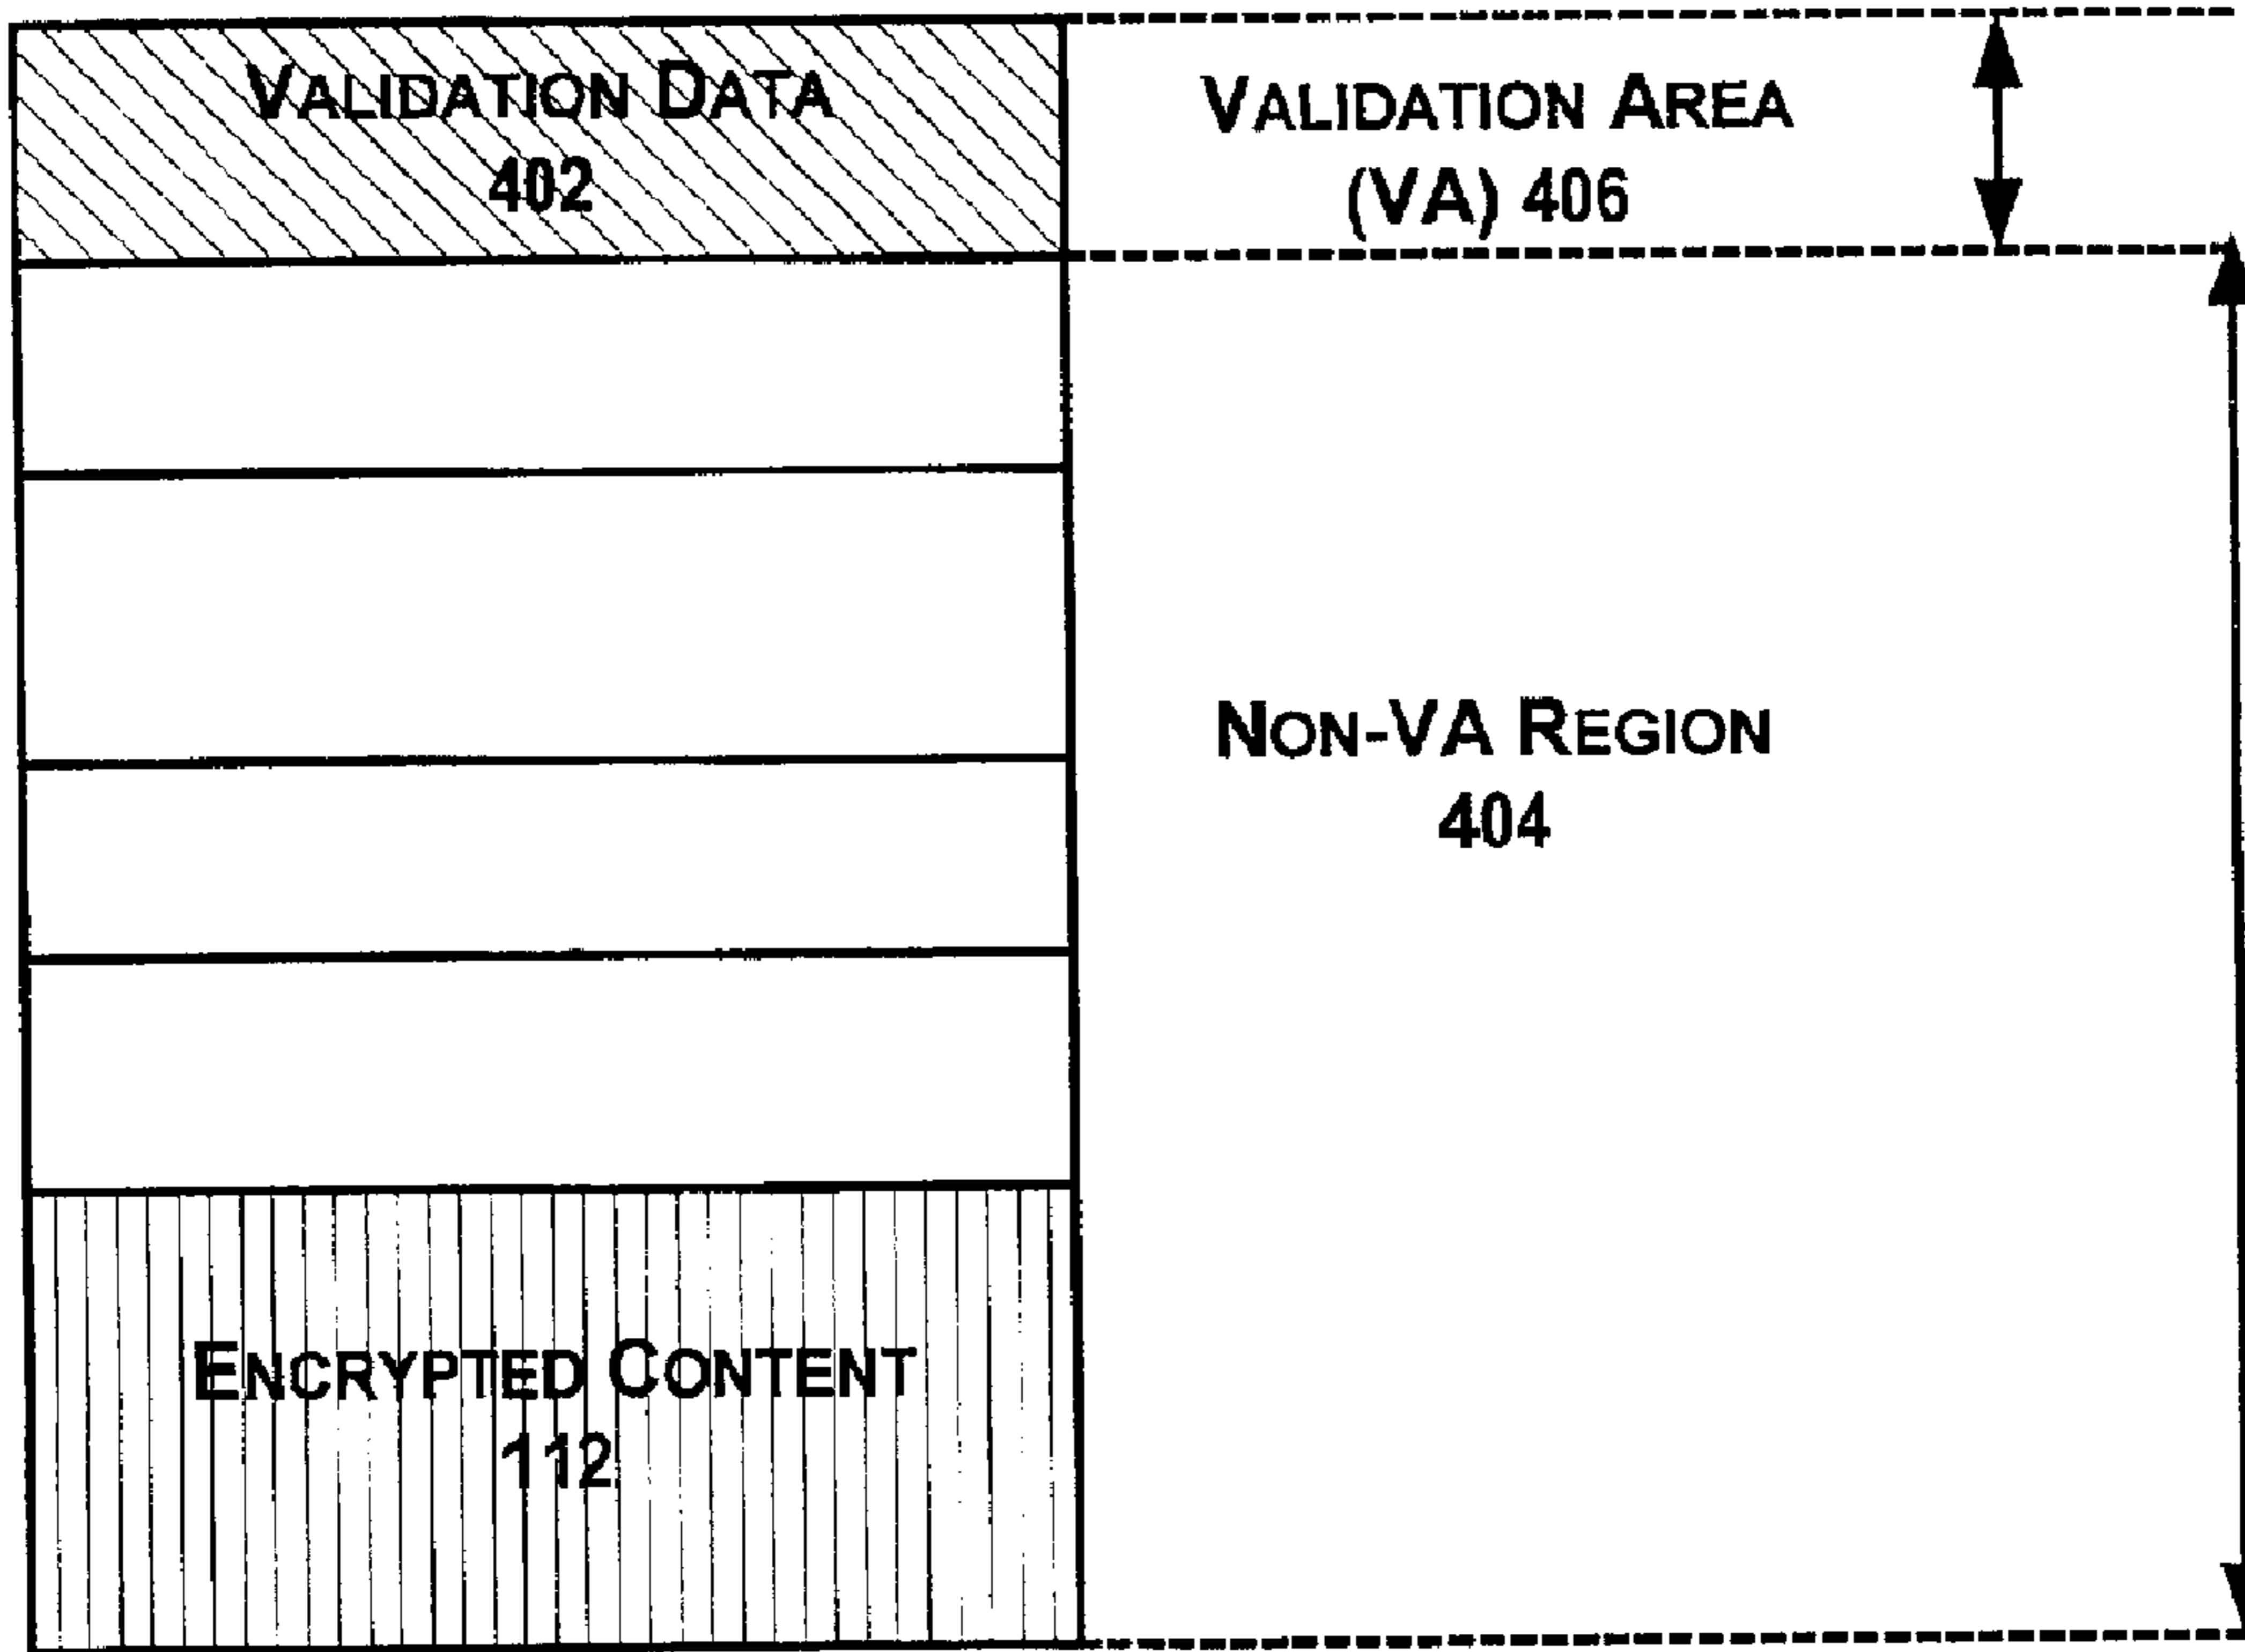 VALIDATION DATA
402
VALIDATION AREA
(VA) 406
NON-VA REGION
404
ENCRYPTED CONTENT
112